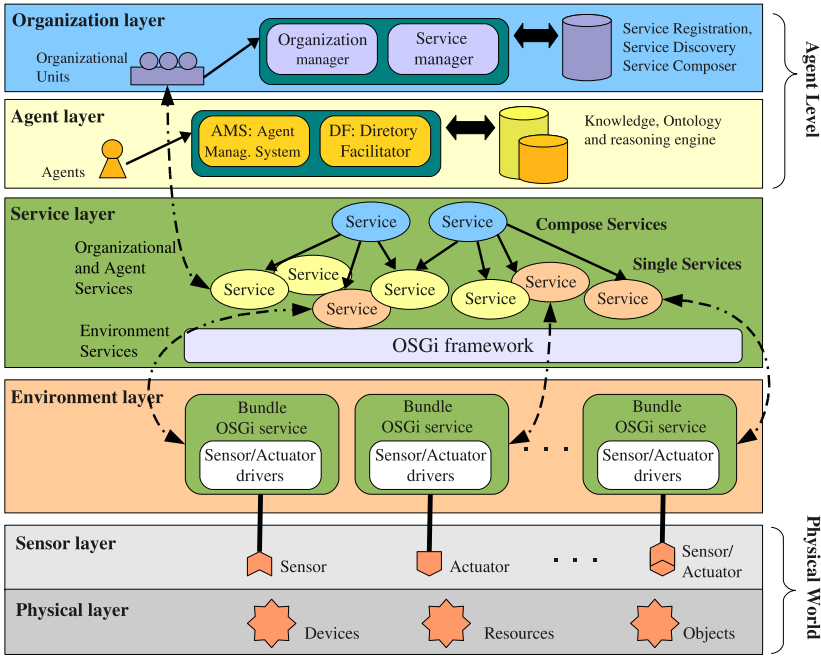 Organization layer
Organizational
Units
Organization
manager
Service
manager
Service Registration,
Service Discovery
Service Composer
Agent Level
Agent layer
Agents
AMS: Agent
Manag. System
DF: Diretory
Facilitator
Knowledge, Ontology
and reasoning engine
Service layer
Service
Service
Compose Services
Organizational
and Agent
Services
Single Services
Service
Service
Service
Service
Service
Service
Service
Environment
Services
OSGi framework
Environment layer
Bundle
OSGi service
Sensor/Actuator
drivers
Bundle
OSGi service
Sensor/Actuator
drivers
. . .
Bundle
OSGi service
Sensor/Actuator
drivers
Sensor layer
Sensor
Actuator
. . .
Sensor/
Actuator
Physical World
Physical layer
Devices
Resources
Objects